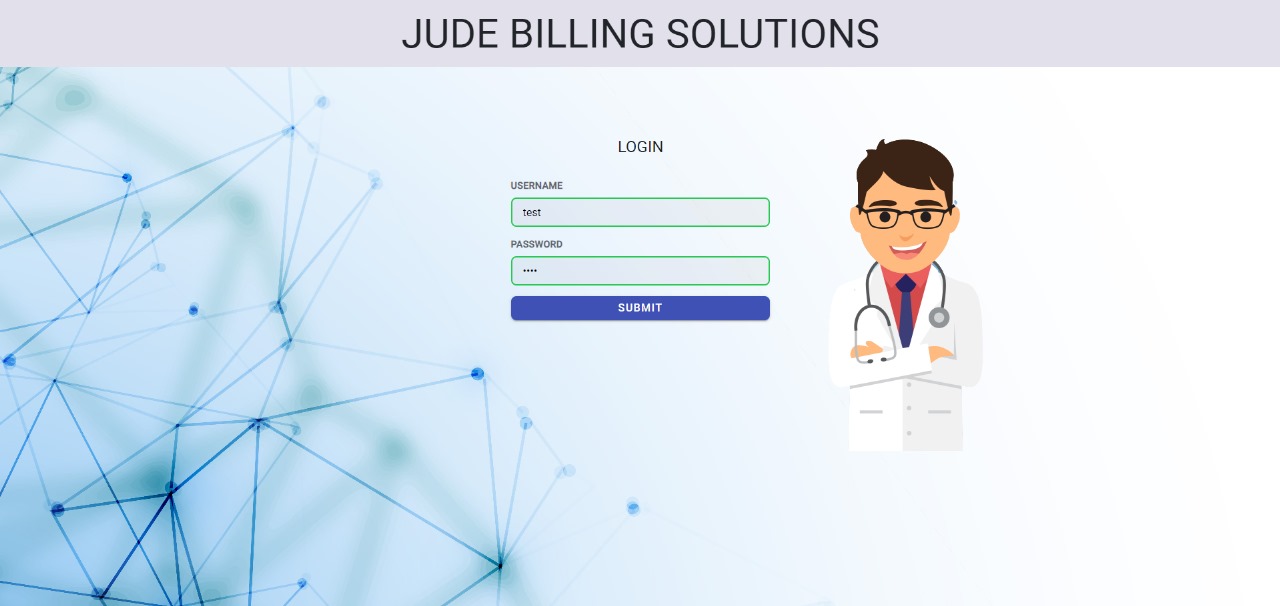 JUDE BILLING SOLUTIONS
LOGIN
USERNAME
test
PASSWORD
••••
SUBMIT